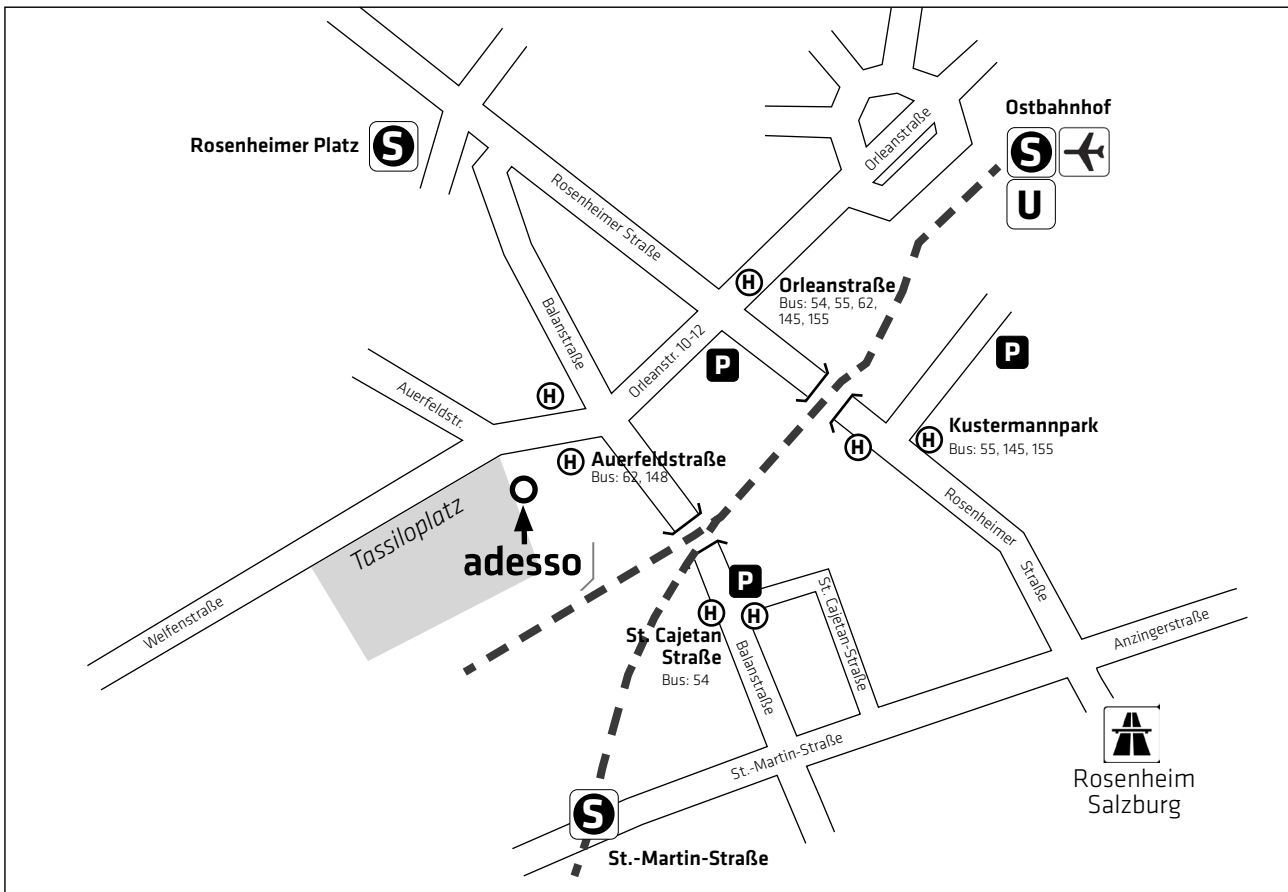 Ostbahnhof
S
U
Rosenheimer Platz
S
Orleanstraße
Rosenheimer Straße
H
Orleanstraße
Bus: 54, 55, 62,
145, 155
Balanstraße
Orleanstr. 10-12
P
P
Auerfeldstr.
H
H
Kustermannpark
Bus: 55, 145, 155
H
H
Auerfeldstraße
Bus: 62, 148
Tassiloplatz
adesso
Rosenheimer
Straße
P
H
H
St. Cajetan
Straße
Bus: 54
Balanstraße
St. Cajetan-Straße
Welfenstraße
Anzingerstraße
St.-Martin-Straße
Rosenheim
Salzburg
S
St.-Martin-Straße